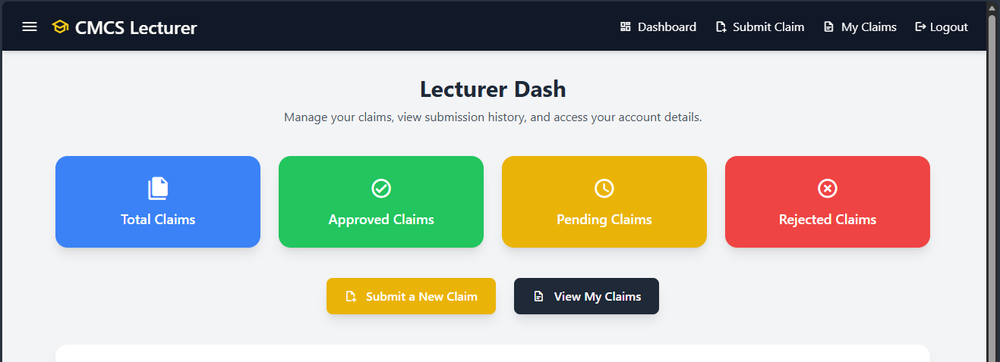 CMCS Lecturer
Dashboard Submit Claim My Claims Logout
Lecturer Dash
Manage your claims, view submission history, and access your account details.
Total Claims
Approved Claims
Pending Claims
Rejected Claims
Submit a New Claim
View My Claims